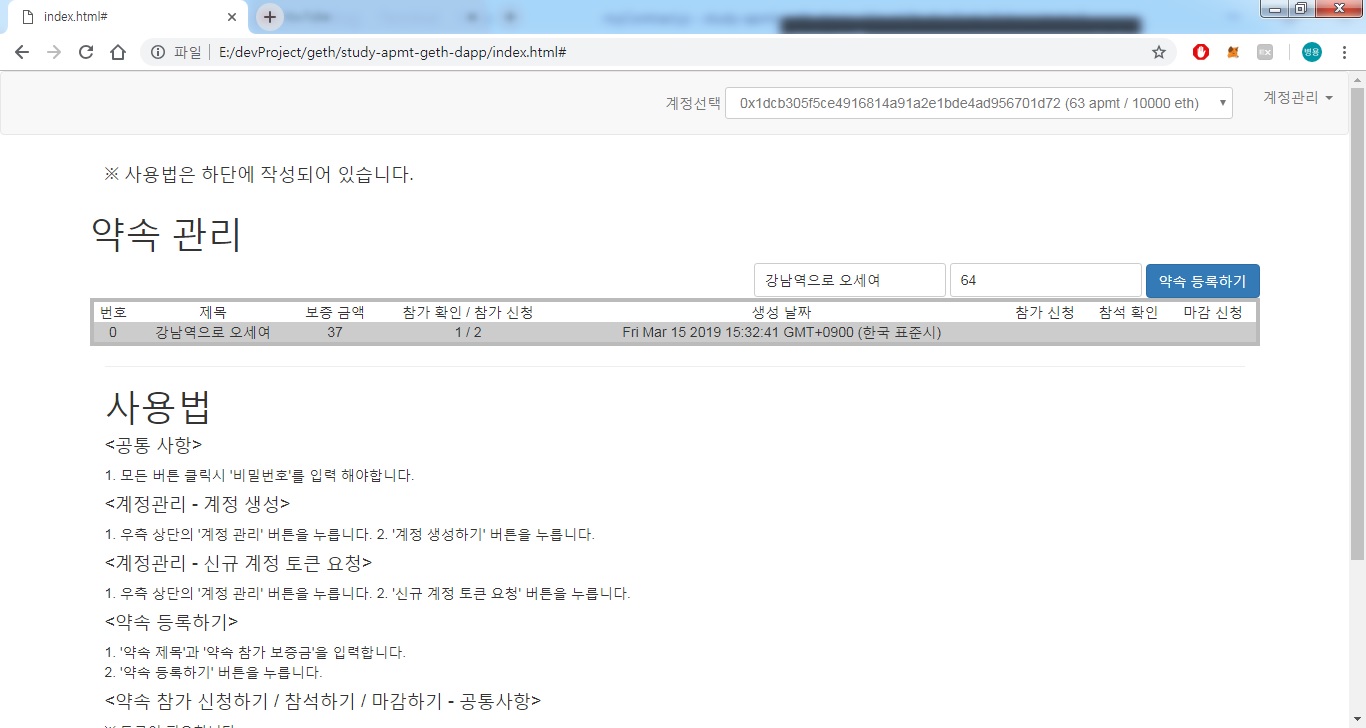 index.html#
파일 E:/devProject/geth/study-apmt-geth-dapp/index.html#
병용
계정선택 0x1dcb305f5ce4916814a91a2e1bde4ad956701d72 (63 apmt / 10000 eth) 계정관리
※ 사용법은 하단에 작성되어 있습니다.
약속 관리
강남역으로 오세여 64 약속 등록하기
번호 제목 보증 금액 참가 확인 / 참가 신청 생성 날짜 참가 신청 참석 확인 마감 신청
0 강남역으로 오세여 37 1 / 2 Fri Mar 15 2019 15:32:41 GMT+0900 (한국 표준시)
사용법
<공통 사항>
1. 모든 버튼 클릭시 '비밀번호'를 입력 해야합니다.
<계정관리 - 계정 생성>
1. 우측 상단의 '계정 관리' 버튼을 누릅니다. 2. '계정 생성하기' 버튼을 누릅니다.
<계정관리 - 신규 계정 토큰 요청>
1. 우측 상단의 '계정 관리' 버튼을 누릅니다. 2. '신규 계정 토큰 요청' 버튼을 누릅니다.
<약속 등록하기>
1. '약속 제목'과 '약속 참가 보증금'을 입력합니다.
2. '약속 등록하기' 버튼을 누릅니다.
<약속 참가 신청하기 / 참석하기 / 마감하기 - 공통사항>